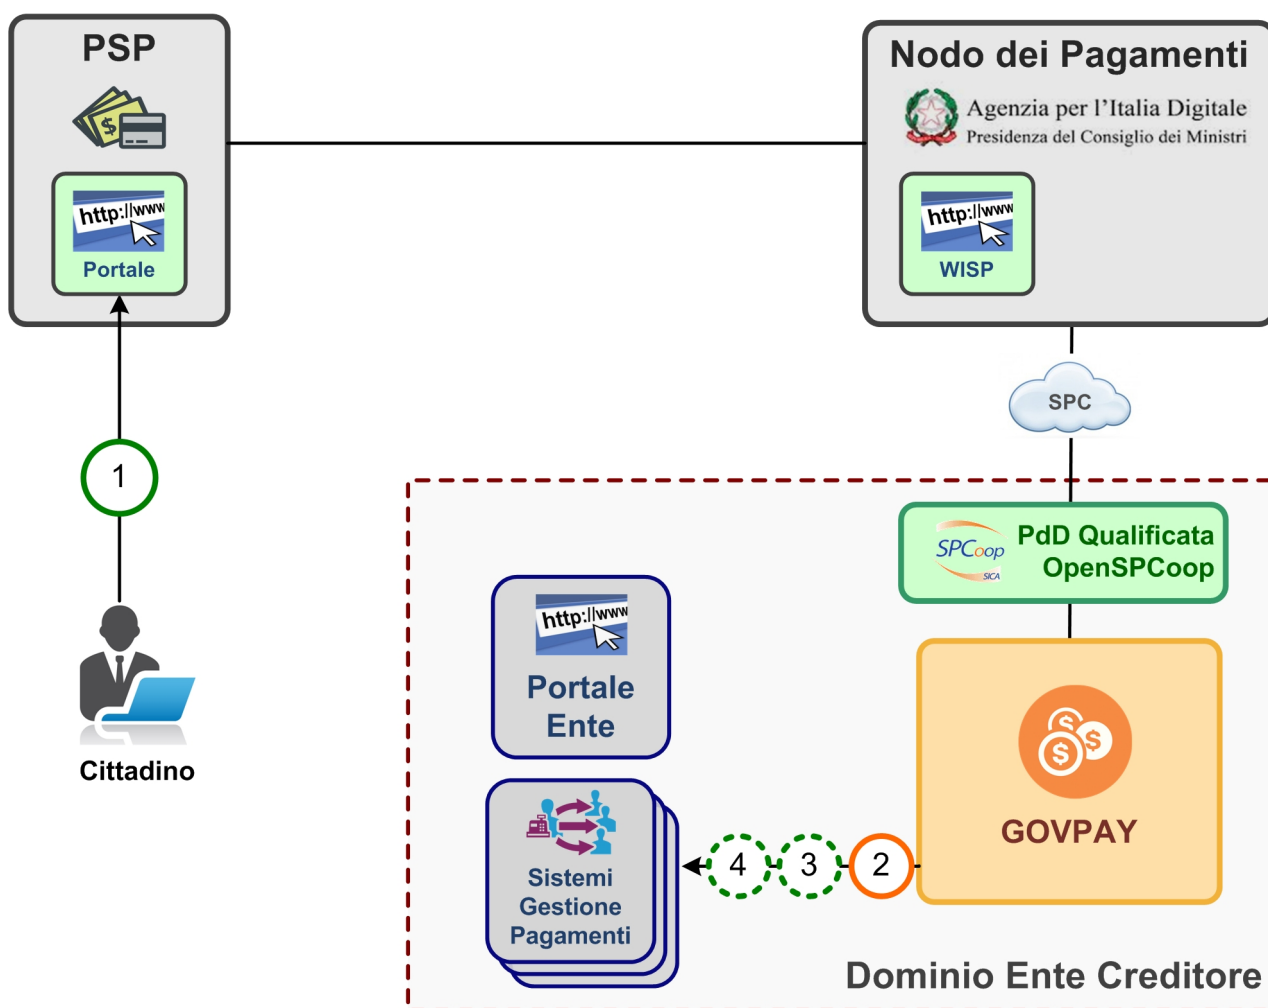 PSP
$
http://www
Portale
Nodo dei Pagamenti
Agenzia per l'Italia Digitale
Presidenza del Consiglio dei Ministri
http://www
WISP
SPC
1
Cittadino
SPCoop
SICA
PdD Qualificata
OpenSPCoop
http://www
Portale
Ente
$
$
$
GOVPAY
4
3
2
Sistemi
Gestione
Pagamenti
Dominio Ente Creditore